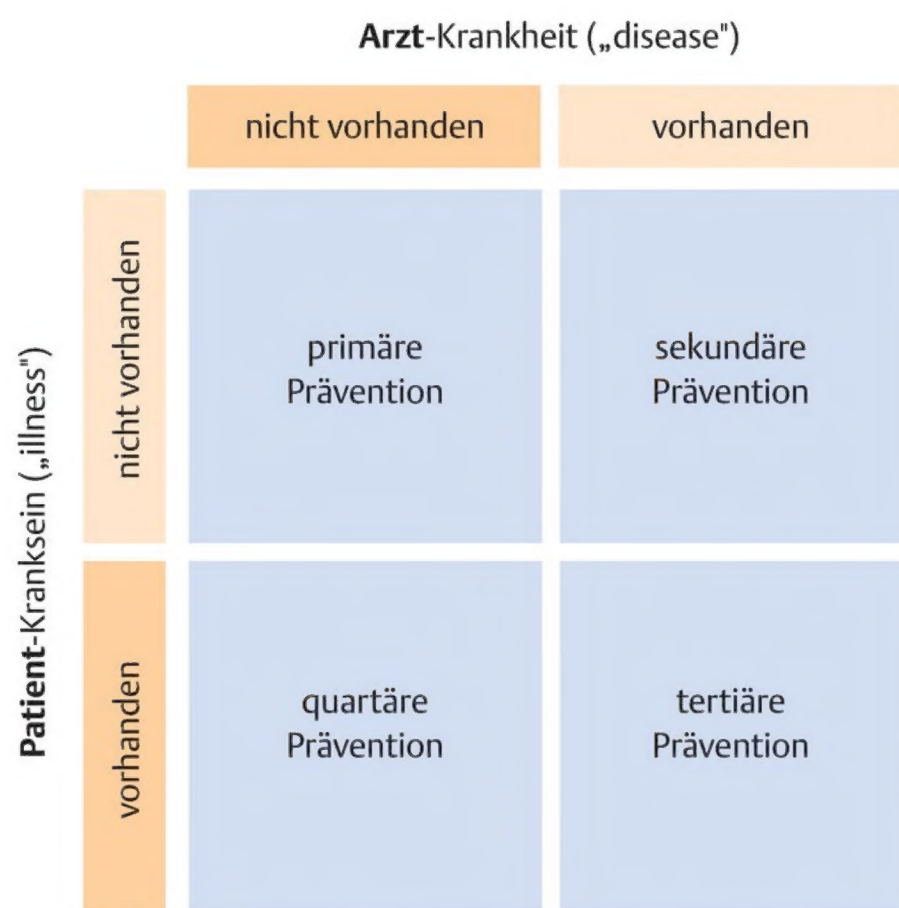 Arzt-Krankheit („disease")
nicht vorhanden
vorhanden
Patient-Kranksein („illness")
nicht vorhanden
primäre
Prävention
sekundäre
Prävention
vorhanden
quartäre
Prävention
tertiäre
Prävention